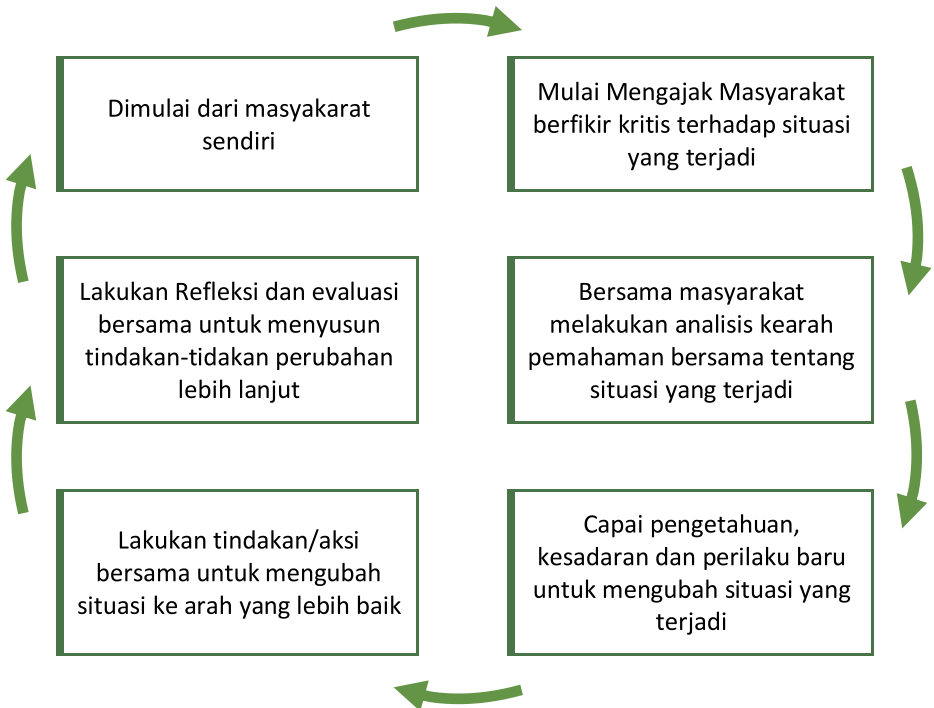 Dimulai dari masyakarat
sendiri
Mulai Mengajak Masyarakat
berfikir kritis terhadap situasi
yang terjadi
Bersama masyarakat
melakukan analisis kearah
pemahaman bersama tentang
situasi yang terjadi
Capai pengetahuan,
kesadaran dan perilaku baru
untuk mengubah situasi yang
terjadi
Lakukan tindakan/aksi
bersama untuk mengubah
situasi ke arah yang lebih baik
Lakukan Refleksi dan evaluasi
bersama untuk menyusun
tindakan-tidakan perubahan
lebih lanjut